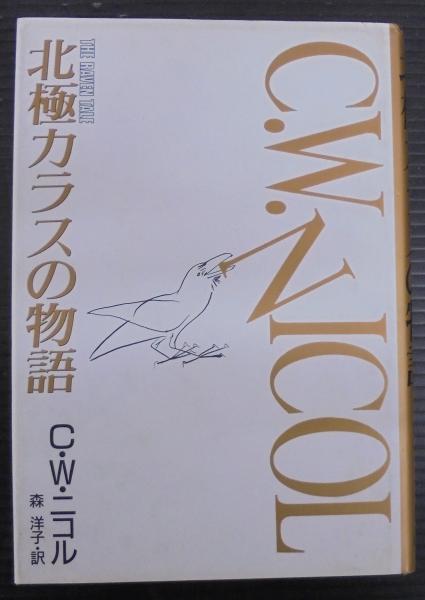 C.W.NICOL
THE RAVEN TALE
北極カラスの物語
C・W・ニコル
森 洋子・訳